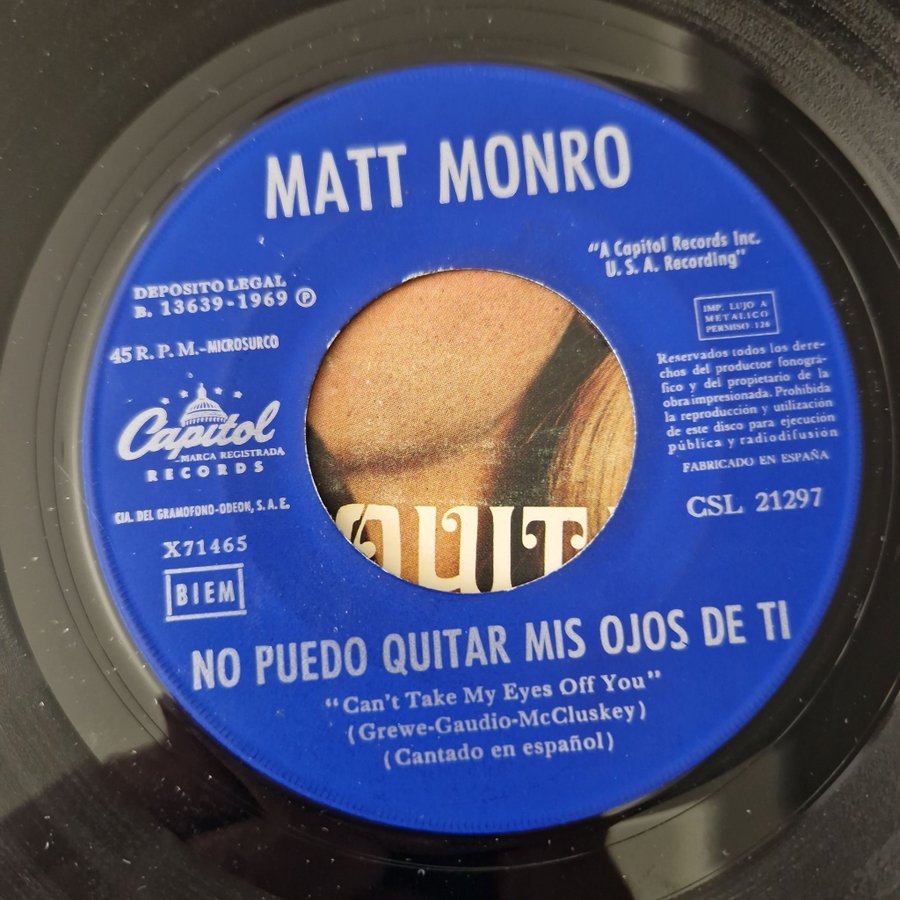 MATT MONRO
"A Capitol Records Inc.
U. S. A. Recording"
DEPOSITO LEGAL
B. 13639-1969 Ⓟ
45 R. P. M.-MICROSURCO
Capitol
MARCA REGISTRADA
RECORDS
CIA. DEL GRAMOFONO-ODEON, S. A. E.
X71465
BIEM
IMP. LUJO A
METALICO
PERMISO 126
Reservados todos los dere-
chos del productor fonográ-
fico y del propietario de la
obra impresionada. Prohibida
la reproducción y utilización
de este disco para ejecución
pública y radiodifusión
FABRICADO EN ESPAÑA
CSL 21297
QUIT
NO PUEDO QUITAR MIS OJOS DE TI
"Can't Take My Eyes Off You"
(Grewe-Gaudio-McCluskey)
(Cantado en español)